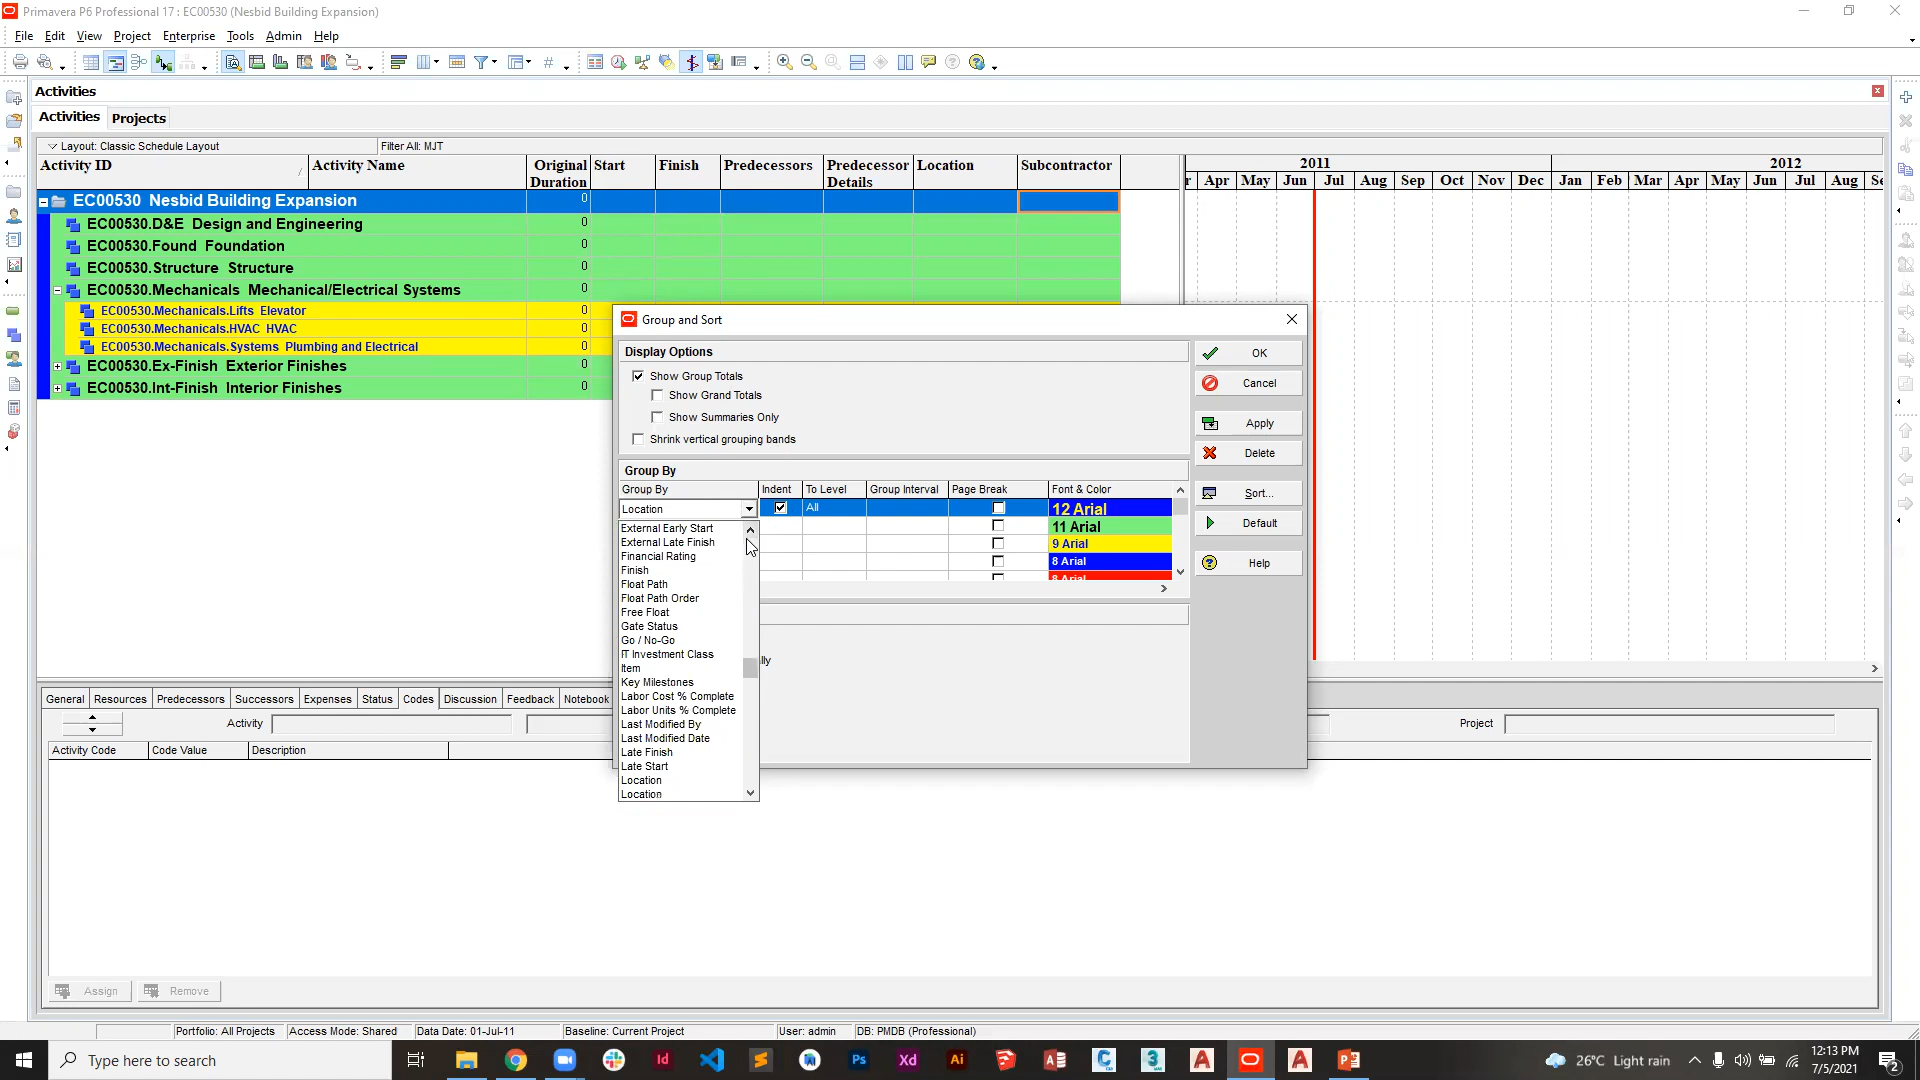 Primavera P6 Professional 17 : EC00530 (Nesbid Building Expansion)
File Edit View Project Enterprise Tools Admin Help
Activities
Activities Projects
Layout: Classic Schedule Layout Filter All: MJT
Activity ID Activity Name Original Duration Start Finish Predecessors Predecessor Details Location Subcontractor
2011 2012
r Apr May Jun Jul Aug Sep Oct Nov Dec Jan Feb Mar Apr May Jun Jul Aug Se
EC00530 Nesbid Building Expansion 0
EC00530.D&E Design and Engineering 0
EC00530.Found Foundation 0
EC00530.Structure Structure 0
EC00530.Mechanicals Mechanical/Electrical Systems 0
EC00530.Mechanicals.Lifts Elevator 0
EC00530.Mechanicals.HVAC HVAC 0
EC00530.Mechanicals.Systems Plumbing and Electrical 0
EC00530.Ex-Finish Exterior Finishes 0
EC00530.Int-Finish Interior Finishes 0
Group and Sort
Display Options
Show Group Totals
Show Grand Totals
Show Summaries Only
Shrink vertical grouping bands
OK
Cancel
Apply
Delete
Sort...
Default
Help
Group By
Group By Indent To Level Group Interval Page Break Font & Color
Location All 12 Arial
11 Arial
9 Arial
8 Arial
8 Arial
External Early Start
External Late Finish
Financial Rating
Finish
Float Path
Float Path Order
Free Float
Gate Status
Go / No-Go
IT Investment Class
Item
Key Milestones
Labor Cost % Complete
Labor Units % Complete
Last Modified By
Last Modified Date
Late Finish
Late Start
Location
Location
lly
General Resources Predecessors Successors Expenses Status Codes Discussion Feedback Notebook
Activity Project
Activity Code Code Value Description
Assign Remove
Portfolio: All Projects Access Mode: Shared Data Date: 01-Jul-11 Baseline: Current Project User: admin DB: PMDB (Professional)
Type here to search
26°C Light rain
12:13 PM
7/5/2021
2